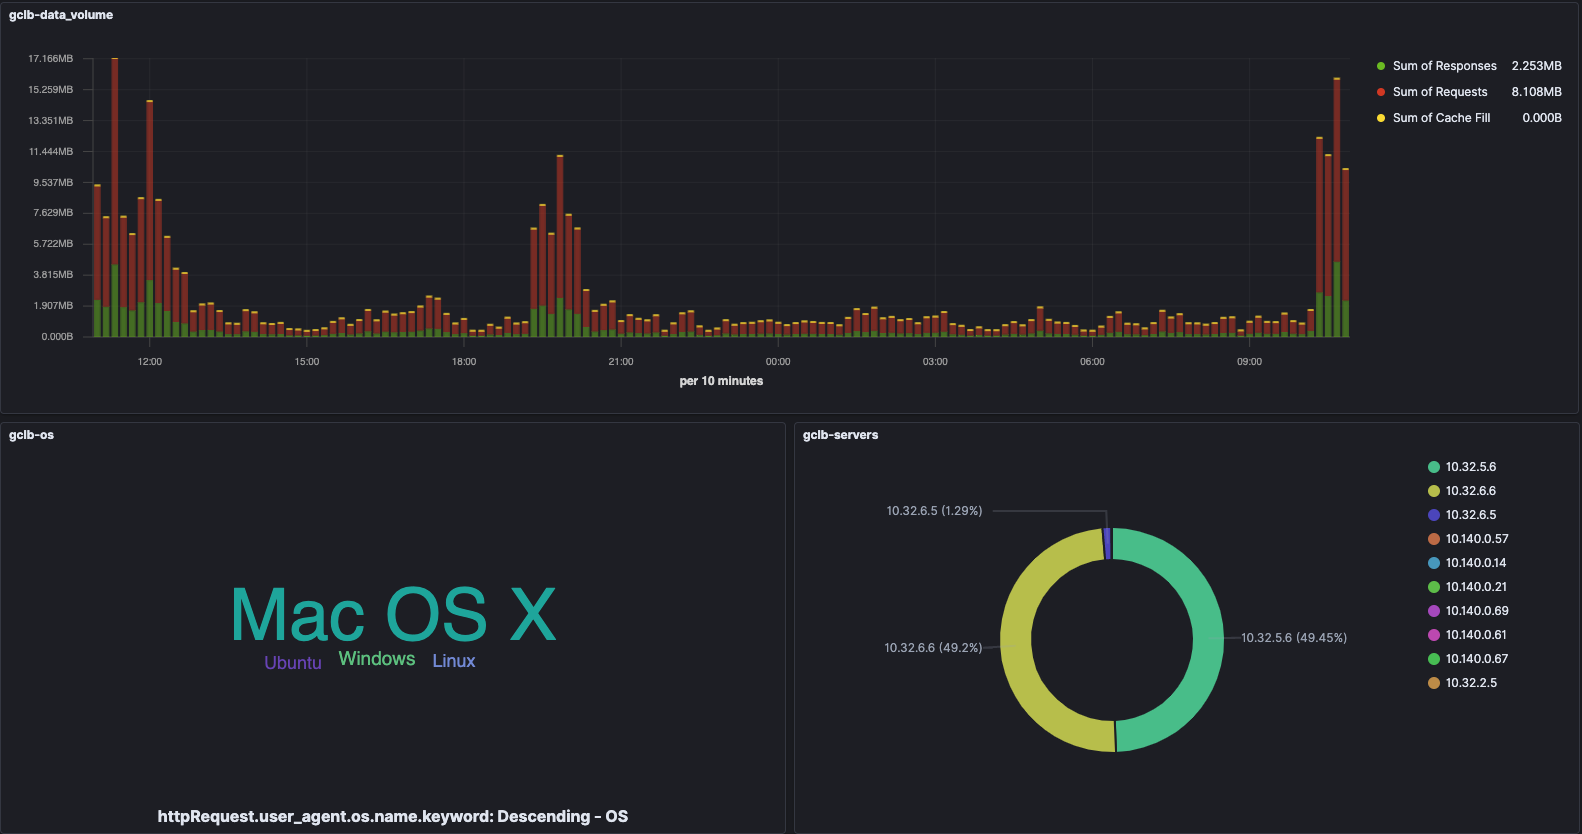 gclb-data_volume
17.166MB
15.259MB
13.351MB
11.444MB
9.537MB
7.629MB
5.722MB
3.815MB
1.907MB
0.000B
12:00 15:00 18:00 21:00 00:00 03:00 06:00 09:00
per 10 minutes
Sum of Responses 2.253MB
Sum of Requests 8.108MB
Sum of Cache Fill 0.000B
gclb-os
Mac OS X
Ubuntu Windows Linux
httpRequest.user_agent.os.name.keyword: Descending - OS
gclb-servers
10.32.6.5 (1.29%)
10.32.6.6 (49.2%)
10.32.5.6 (49.45%)
10.32.5.6
10.32.6.6
10.32.6.5
10.140.0.57
10.140.0.14
10.140.0.21
10.140.0.69
10.140.0.61
10.140.0.67
10.32.2.5